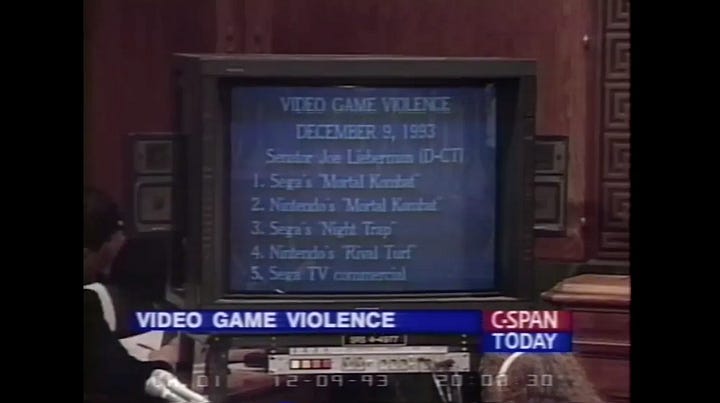 VIDEO GAME VIOLENCE
DECEMBER 9, 1993
Senator Joe Lieberman (D-CT)
1. Sega's "Mortal Kombat"
2. Nintendo's "Mortal Kombat"
3. Sega's "Night Trap"
4. Nintendo's "Rival Turf"
5. Sega TV commercial
VIDEO GAME VIOLENCE
C-SPAN
TODAY
12-09-93